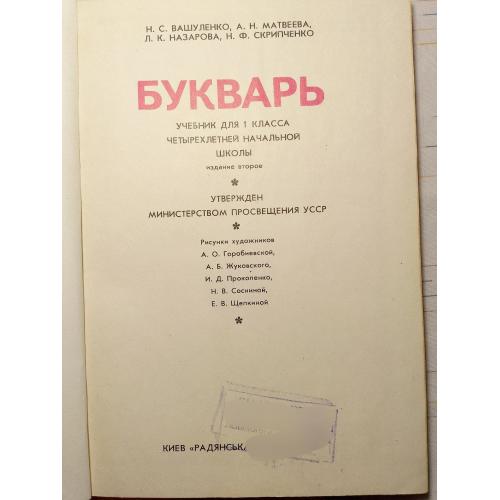 Н. С. ВАШУЛЕНКО, А. Н. МАТВЕЕВА,
Л. К. НАЗАРОВА, Н. Ф. СКРИПЧЕНКО
БУКВАРЬ
УЧЕБНИК ДЛЯ 1 КЛАССА
ЧЕТЫРЕХЛЕТНЕЙ НАЧАЛЬНОЙ
ШКОЛЫ
издание второе
*
УТВЕРЖДЕН
МИНИСТЕРСТВОМ ПРОСВЕЩЕНИЯ УССР
*
Рисунки художников
А. О. Горобиевской,
А. Б. Жуковского,
И. Д. Прокопенко,
Н. В. Сосниной,
Е. В. Щепкиной
*
КИЕВ «РАДЯНСЬК